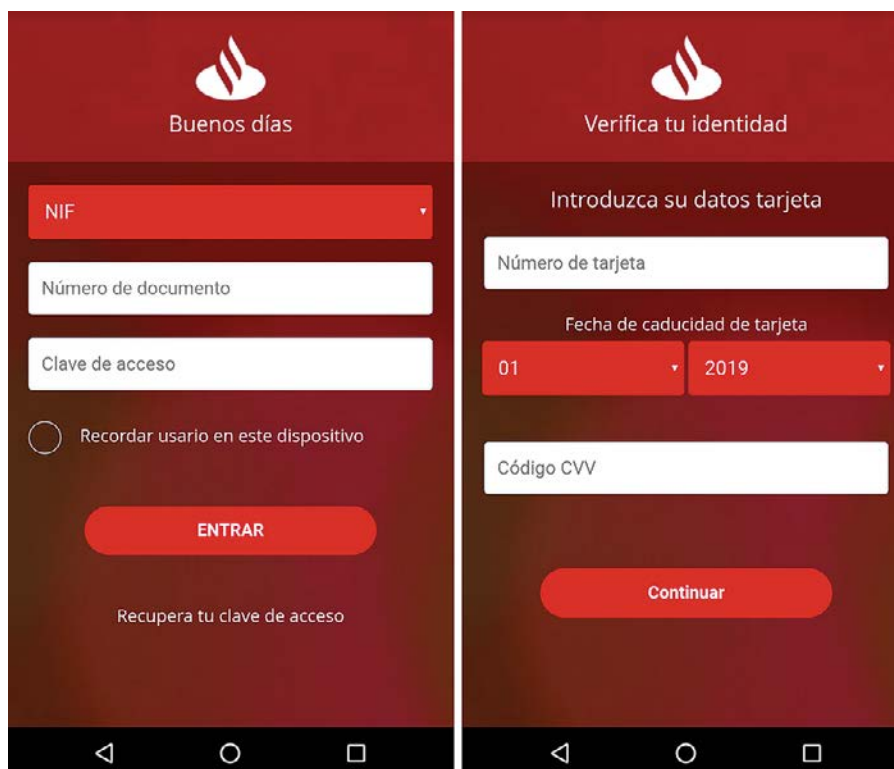 Buenos días
NIF
Número de documento
Clave de acceso
Recordar usario en este dispositivo
ENTRAR
Recupera tu clave de acceso
Verifica tu identidad
Introduzca su datos tarjeta
Número de tarjeta
Fecha de caducidad de tarjeta
01 2019
Código CVV
Continuar